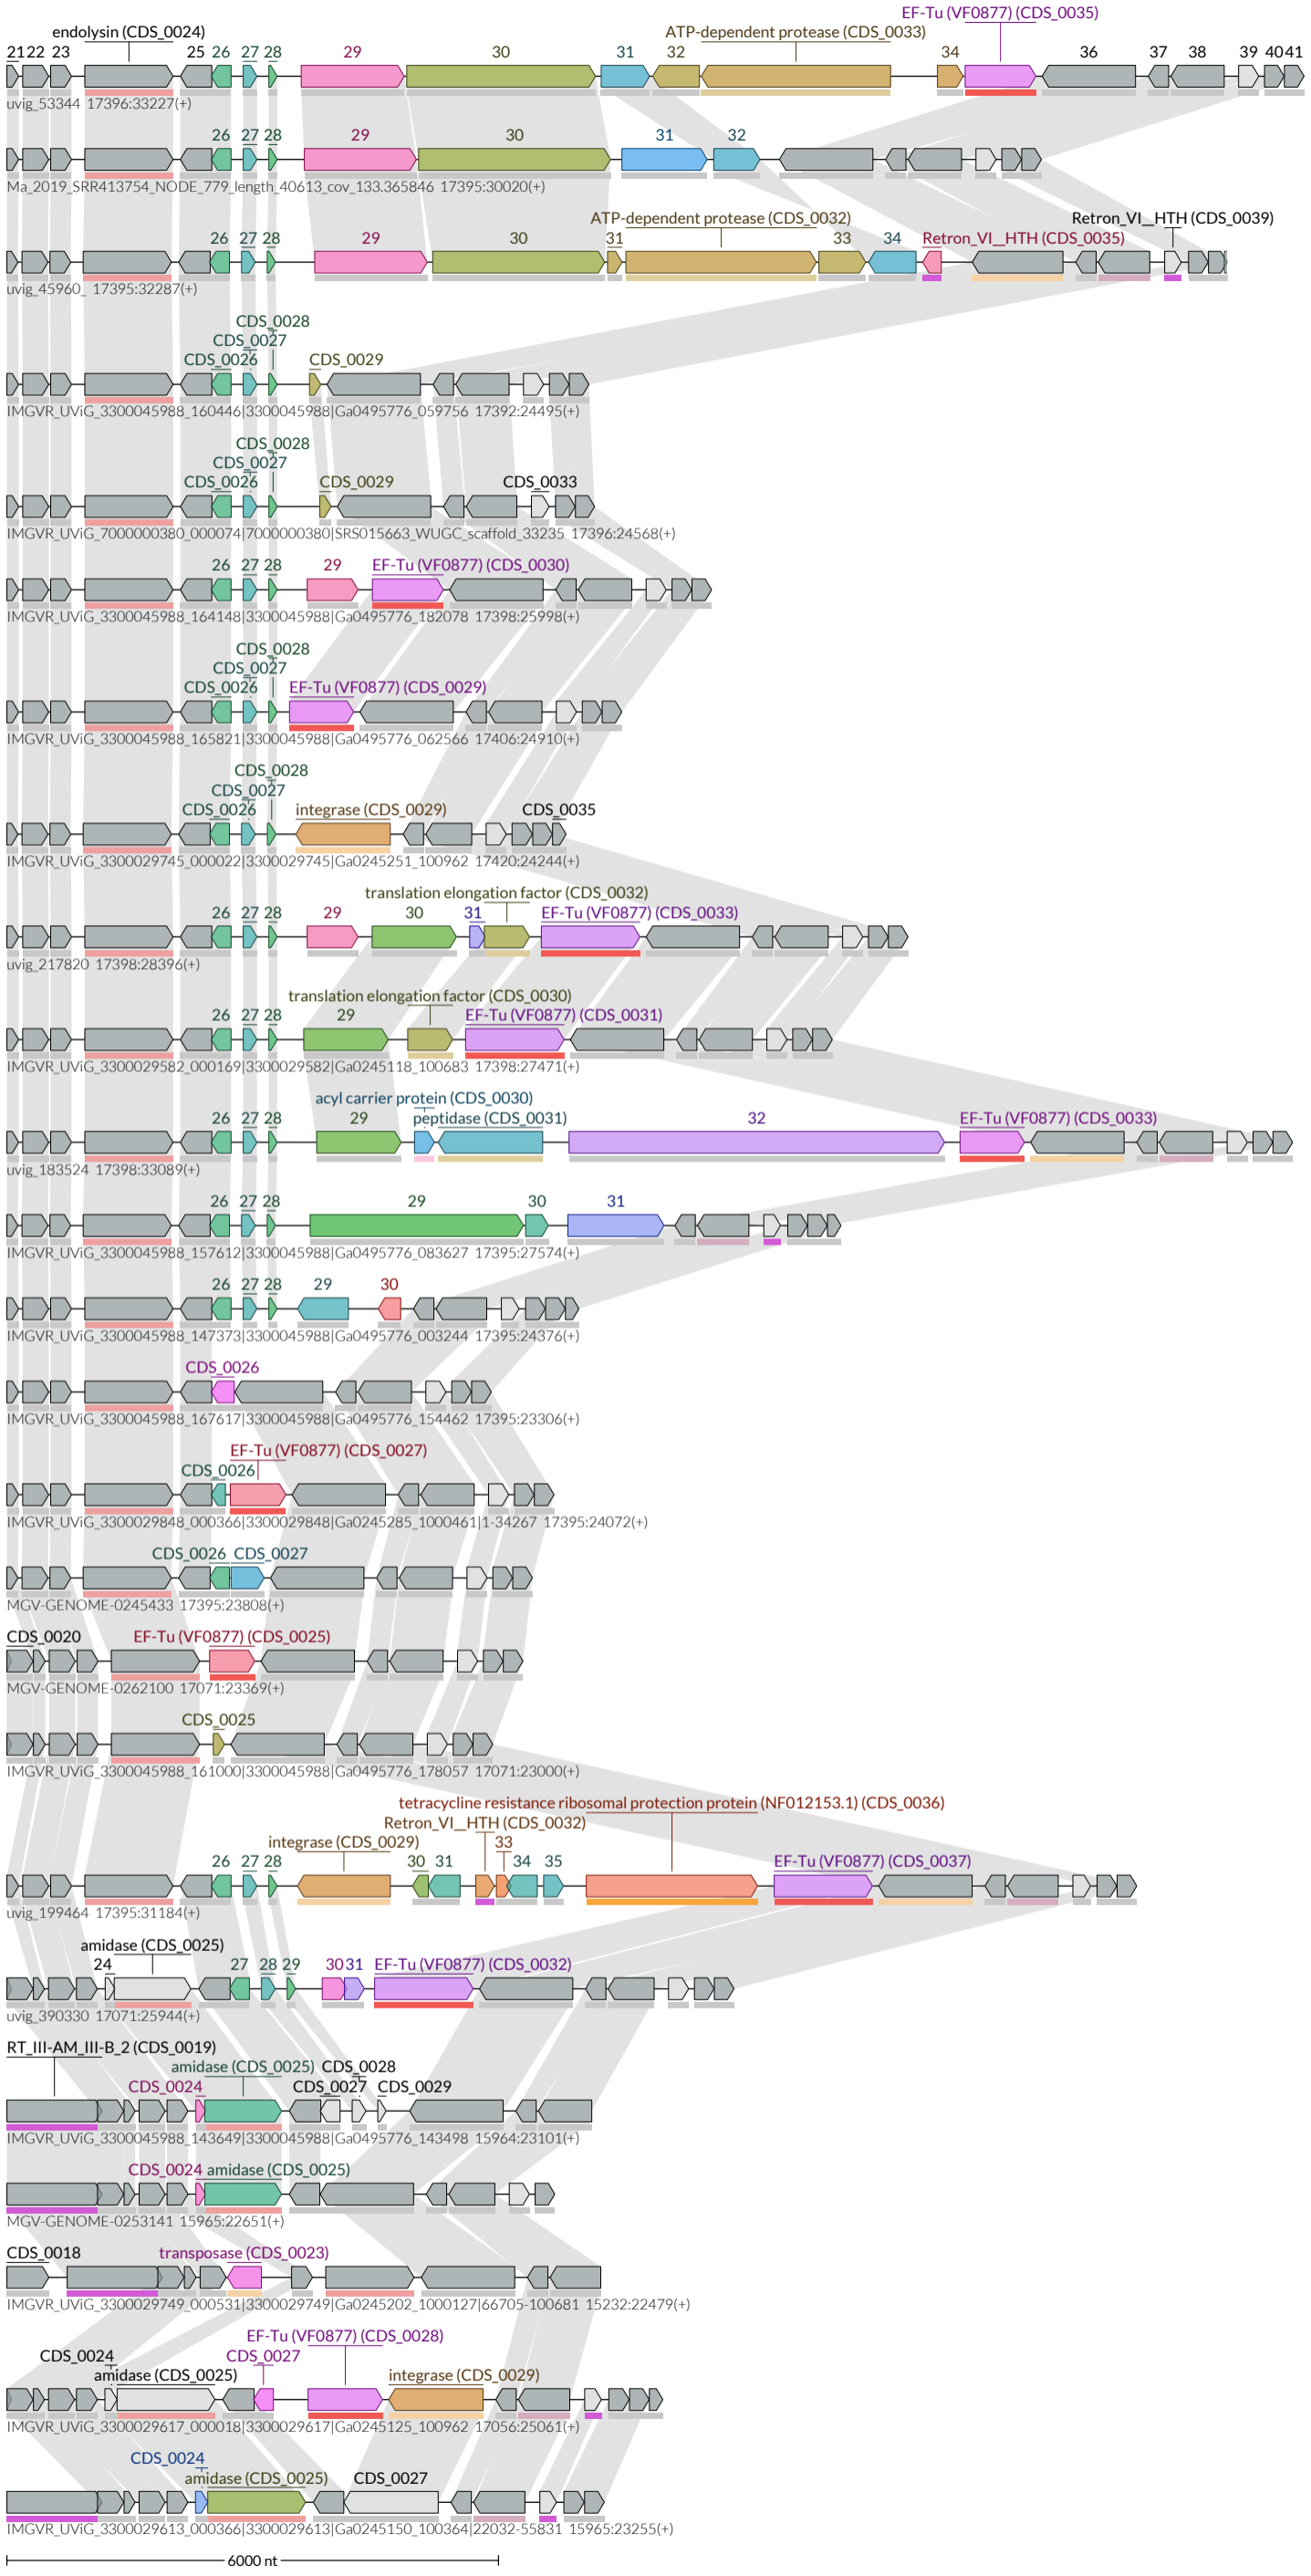 EF-Tu (VF0877) (CDS_0035)
endolysin (CDS_0024) ATP-dependent protease (CDS_0033)
21 22 23 25 26 27 28 29 30 31 32 34 36 37 38 39 40 41
uvig_53344 17396:33227(+)
26 27 28 29 30 31 32
Ma_2019_SRR413754_NODE_779_length_40613_cov_133.365846 17395:30020(+)
ATP-dependent protease (CDS_0032) Retron_VI__HTH (CDS_0039)
26 27 28 29 30 31 33 34 Retron_VI__HTH (CDS_0035)
uvig_45960_ 17395:32287(+)
CDS_0028
CDS_0027
CDS_0026 CDS_0029
IMGVR_UViG_3300045988_160446|3300045988|Ga0495776_059756 17392:24495(+)
CDS_0028
CDS_0027
CDS_0026 CDS_0029 CDS_0033
IMGVR_UViG_7000000380_000074|7000000380|SRS015663_WUGC_scaffold_33235 17396:24568(+)
26 27 28 29 EF-Tu (VF0877) (CDS_0030)
IMGVR_UViG_3300045988_164148|3300045988|Ga0495776_182078 17398:25998(+)
CDS_0028
CDS_0027
CDS_0026 EF-Tu (VF0877) (CDS_0029)
IMGVR_UViG_3300045988_165821|3300045988|Ga0495776_062566 17406:24910(+)
CDS_0028
CDS_0027
CDS_0026 integrase (CDS_0029) CDS_0035
IMGVR_UViG_3300029745_000022|3300029745|Ga0245251_100962 17420:24244(+)
translation elongation factor (CDS_0032)
26 27 28 29 30 31 EF-Tu (VF0877) (CDS_0033)
uvig_217820 17398:28396(+)
translation elongation factor (CDS_0030)
26 27 28 29 EF-Tu (VF0877) (CDS_0031)
IMGVR_UViG_3300029582_000169|3300029582|Ga0245118_100683 17398:27471(+)
acyl carrier protein (CDS_0030)
26 27 28 29 peptidase (CDS_0031) 32 EF-Tu (VF0877) (CDS_0033)
uvig_183524 17398:33089(+)
26 27 28 29 30 31
IMGVR_UViG_3300045988_157612|3300045988|Ga0495776_083627 17395:27574(+)
26 27 28 29 30
IMGVR_UViG_3300045988_147373|3300045988|Ga0495776_003244 17395:24376(+)
CDS_0026
IMGVR_UViG_3300045988_167617|3300045988|Ga0495776_154462 17395:23306(+)
EF-Tu (VF0877) (CDS_0027)
CDS_0026
IMGVR_UViG_3300029848_000366|3300029848|Ga0245285_1000461|1-34267 17395:24072(+)
CDS_0026 CDS_0027
MGV-GENOME-0245433 17395:23808(+)
CDS_0020 EF-Tu (VF0877) (CDS_0025)
MGV-GENOME-0262100 17071:23369(+)
CDS_0025
IMGVR_UViG_3300045988_161000|3300045988|Ga0495776_178057 17071:23000(+)
tetracycline resistance ribosomal protection protein (NF012153.1) (CDS_0036)
Retron_VI__HTH (CDS_0032)
integrase (CDS_0029) 33
26 27 28 30 31 34 35 EF-Tu (VF0877) (CDS_0037)
uvig_199464 17395:31184(+)
amidase (CDS_0025)
24 27 28 29 30 31 EF-Tu (VF0877) (CDS_0032)
uvig_390330 17071:25944(+)
RT_III-AM_III-B_2 (CDS_0019)
amidase (CDS_0025) CDS_0028
CDS_0024 CDS_0027 CDS_0029
IMGVR_UViG_3300045988_143649|3300045988|Ga0495776_143498 15964:23101(+)
CDS_0024 amidase (CDS_0025)
MGV-GENOME-0253141 15965:22651(+)
CDS_0018 transposase (CDS_0023)
IMGVR_UViG_3300029749_000531|3300029749|Ga0245202_1000127|66705-100681 15232:22479(+)
EF-Tu (VF0877) (CDS_0028)
CDS_0024 CDS_0027
amidase (CDS_0025) integrase (CDS_0029)
IMGVR_UViG_3300029617_000018|3300029617|Ga0245125_100962 17056:25061(+)
CDS_0024
amidase (CDS_0025) CDS_0027
IMGVR_UViG_3300029613_000366|3300029613|Ga0245150_100364|22032-55831 15965:23255(+)
6000 nt